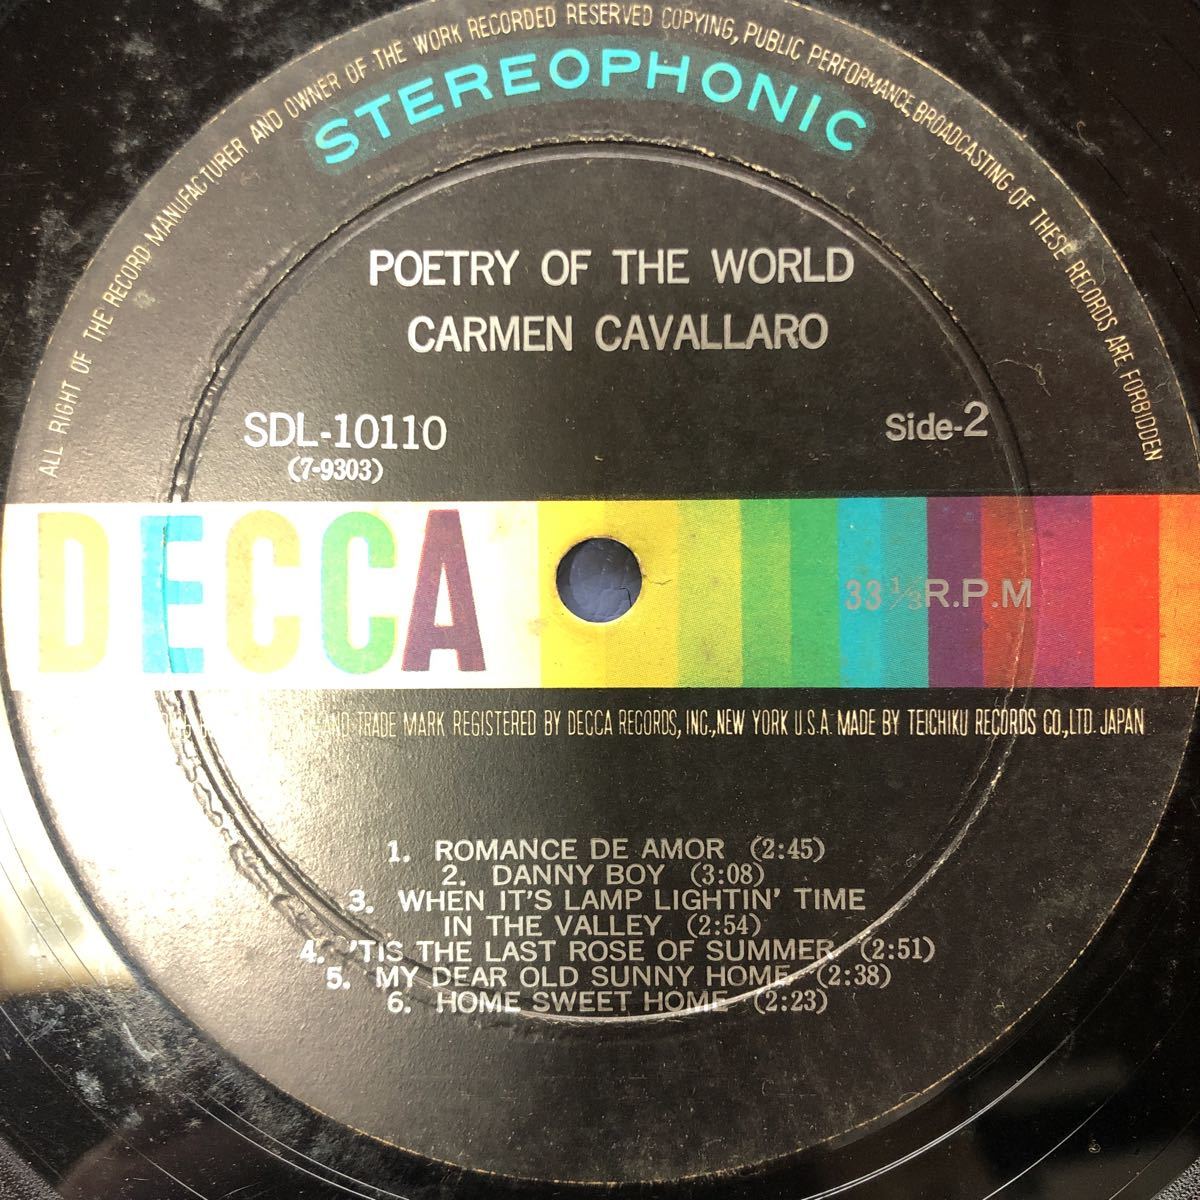 ALL RIGHT OF THE RECORD MANUFACTURER AND OWNER OF THE WORK RECORDED RESERVED COPYING, PUBLIC PERFORMANCE, BROADCASTING OF THESE RECORDS ARE FORBIDDEN
STEREOPHONIC
POETRY OF THE WORLD
CARMEN CAVALLARO
SDL-10110
Side-2
(7-9303)
DECCA
33 1/3 R.P.M
AND TRADE MARK REGISTERED BY DECCA RECORDS, INC., NEW YORK U.S.A. MADE BY TEICHIKU RECORDS CO., LTD. JAPAN
1. ROMANCE DE AMOR (2:45)
2. DANNY BOY (3:08)
3. WHEN IT'S LAMP LIGHTIN' TIME
IN THE VALLEY (2:54)
4. 'TIS THE LAST ROSE OF SUMMER (2:51)
5. MY DEAR OLD SUNNY HOME (2:38)
6. HOME SWEET HOME (2:23)